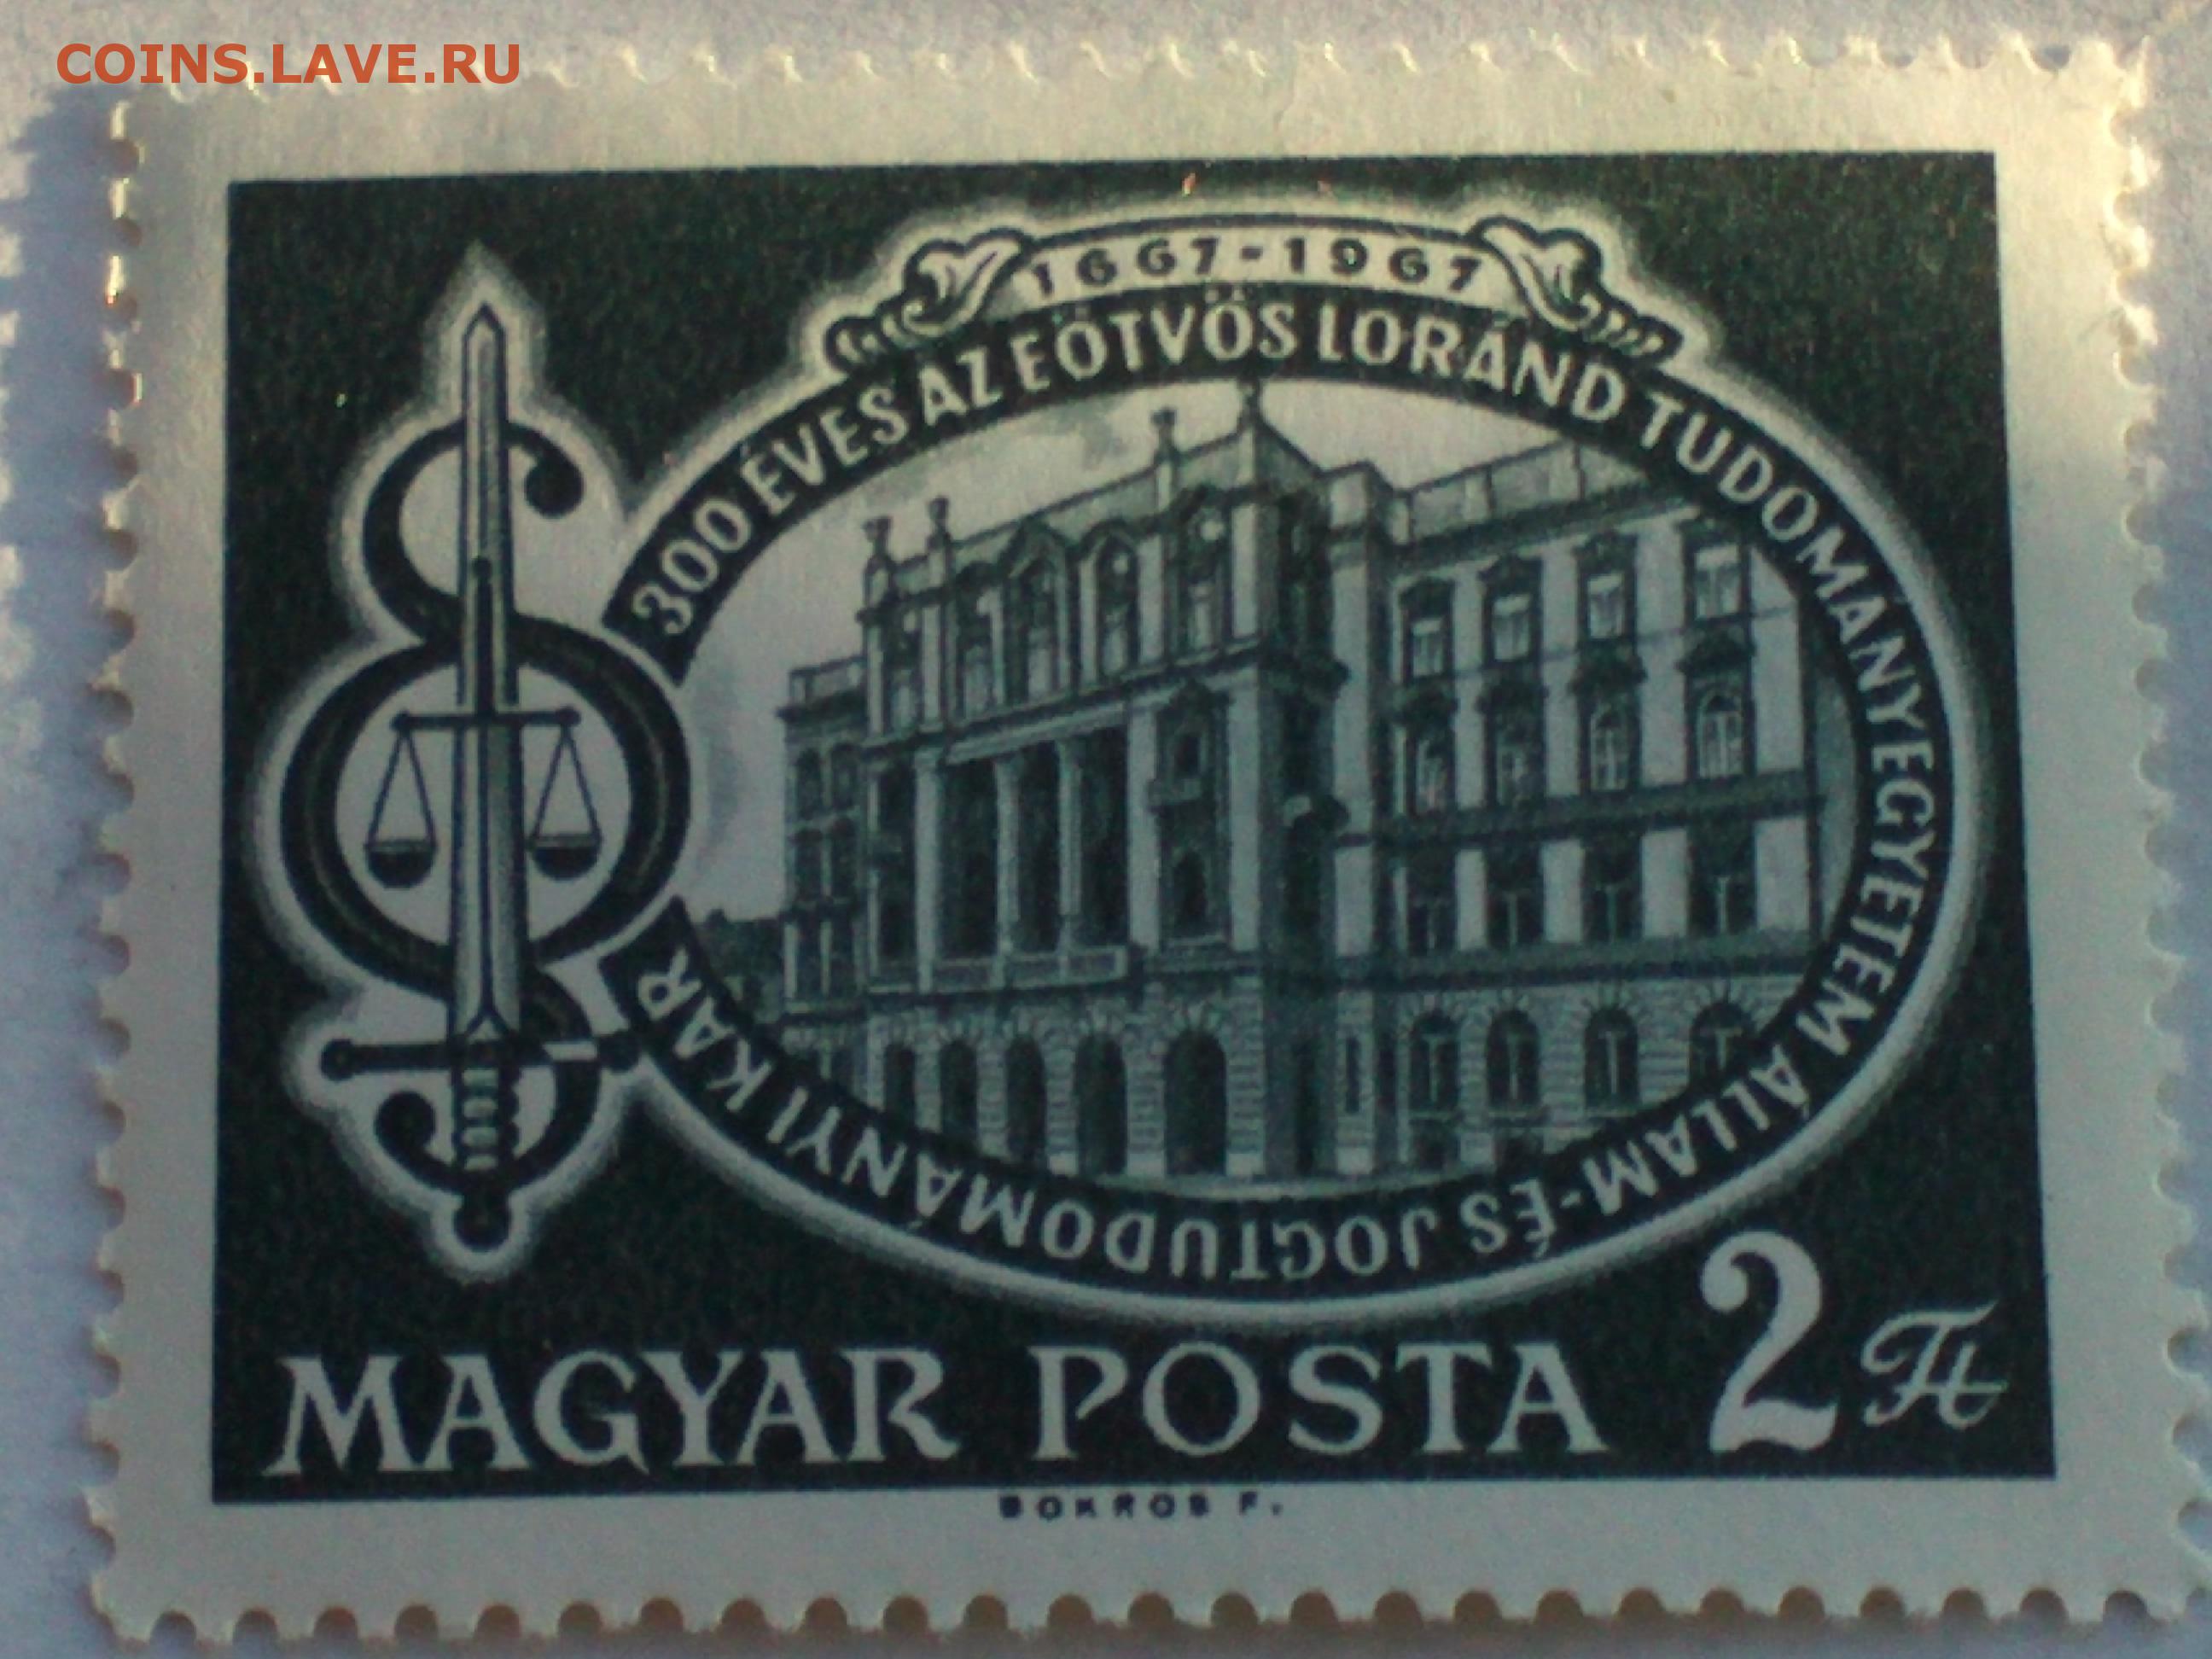 COINS.LAVE.RU
1667-1967
300 ÉVES AZ EÖTVÖS LORÁND TUDOMÁNYEGYETEM ÁLLAM-ÉS JOGTUDOMÁNYI KAR
MAGYAR POSTA 2 Ft
BOKROS F.